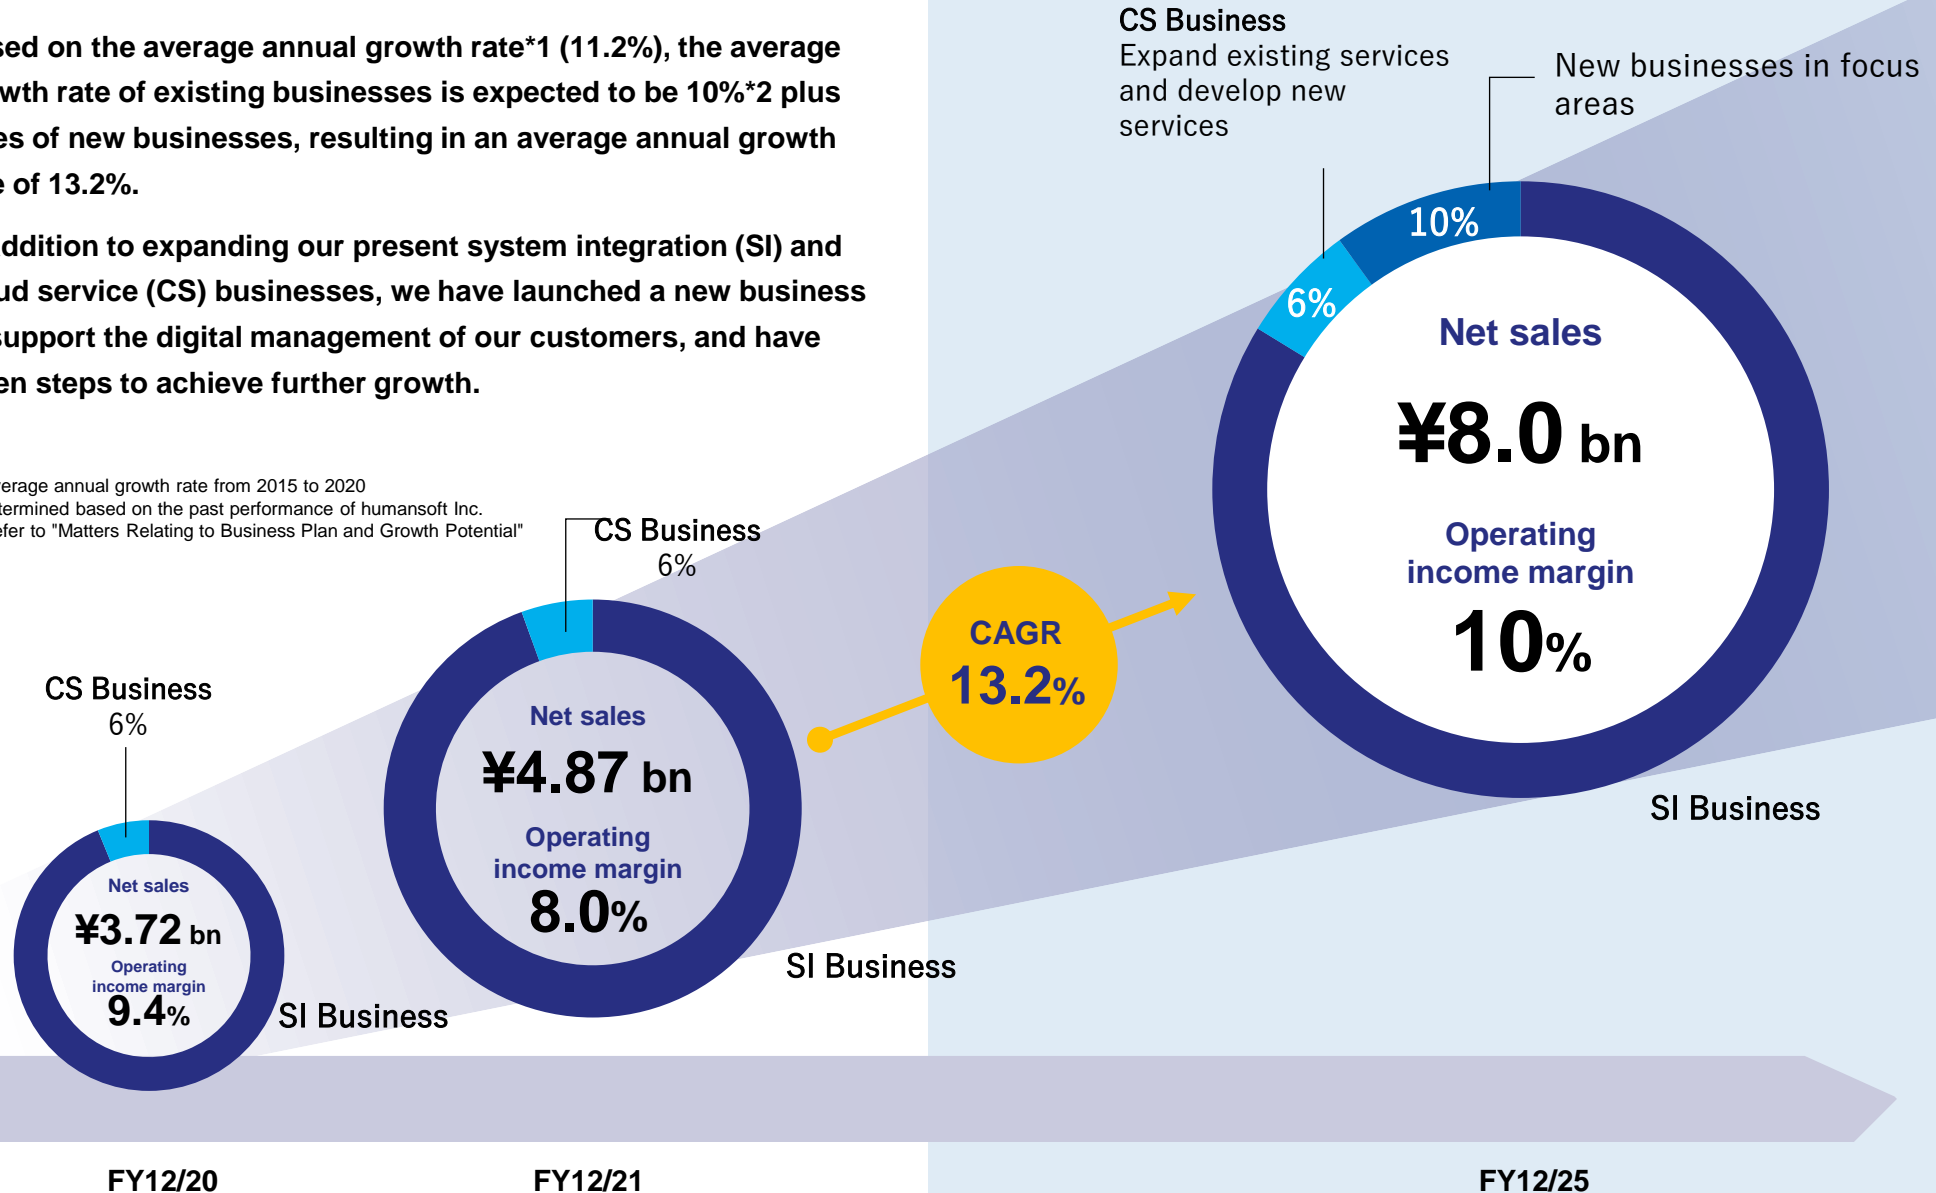 sed on the average annual growth rate*1 (11.2%), the average
wth rate of existing businesses is expected to be 10%*2 plus
es of new businesses, resulting in an average annual growth
e of 13.2%.
addition to expanding our present system integration (SI) and
ud service (CS) businesses, we have launched a new business
support the digital management of our customers, and have
en steps to achieve further growth.
verage annual growth rate from 2015 to 2020
termined based on the past performance of humansoft Inc.
efer to "Matters Relating to Business Plan and Growth Potential"
CS Business
6%
Net sales
¥3.72 bn
Operating
income margin
9.4%
SI Business
CS Business
6%
Net sales
¥4.87 bn
Operating
income margin
8.0%
SI Business
CAGR
13.2%
CS Business
Expand existing services
and develop new
services
New businesses in focus
areas
10%
6%
Net sales
¥8.0 bn
Operating
income margin
10%
SI Business
FY12/20
FY12/21
FY12/25